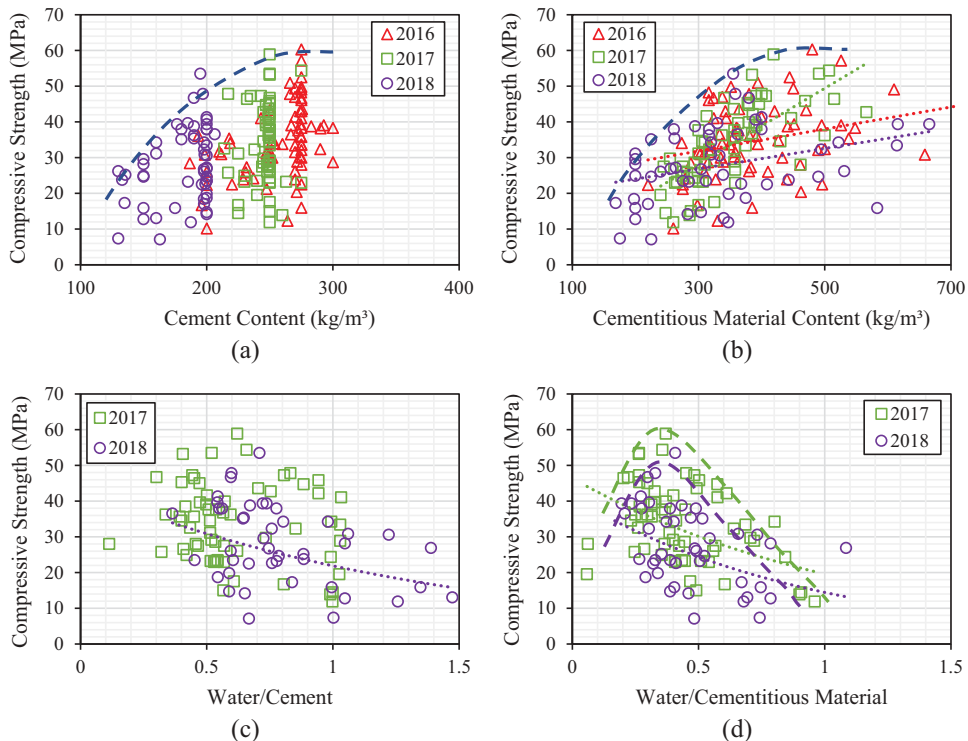 Compressive Strength (MPa)
70
60
50
40
30
20
10
0
2016
2017
2018
100 200 300 400
Cement Content (kg/m³)
(a)
Compressive Strength (MPa)
70
60
50
40
30
20
10
0
2016
2017
2018
100 200 300 400 500 600 700
Cementitious Material Content (kg/m³)
(b)
Compressive Strength (MPa)
70
60
50
40
30
20
10
0
2017
2018
0 0.5 1 1.5
Water/Cement
(c)
Compressive Strength (MPa)
70
60
50
40
30
20
10
0
2017
2018
0 0.5 1 1.5
Water/Cementitious Material
(d)